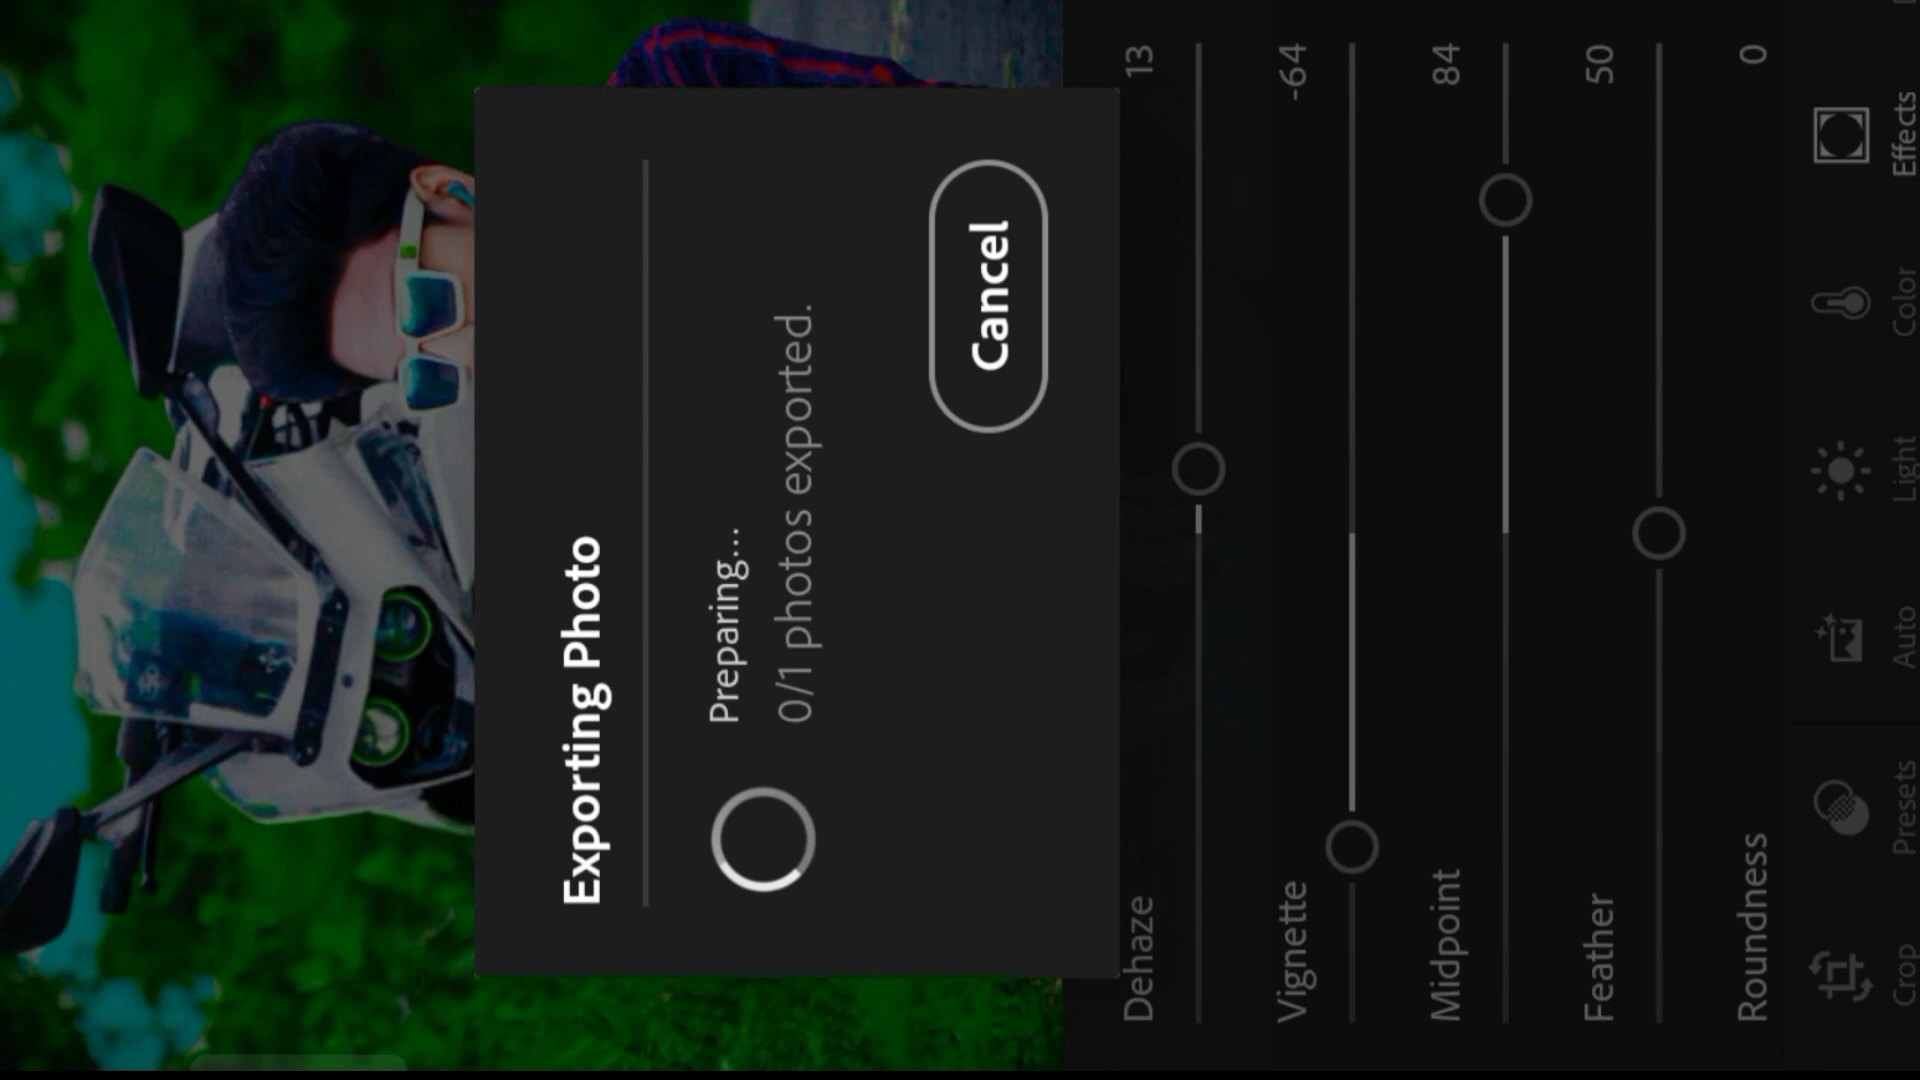 Exporting Photo
Preparing...
0/1 photos exported.
Cancel
Dehaze 13
Vignette -64
Midpoint 84
Feather 50
Roundness 0
Crop Presets Auto Light Color Effects